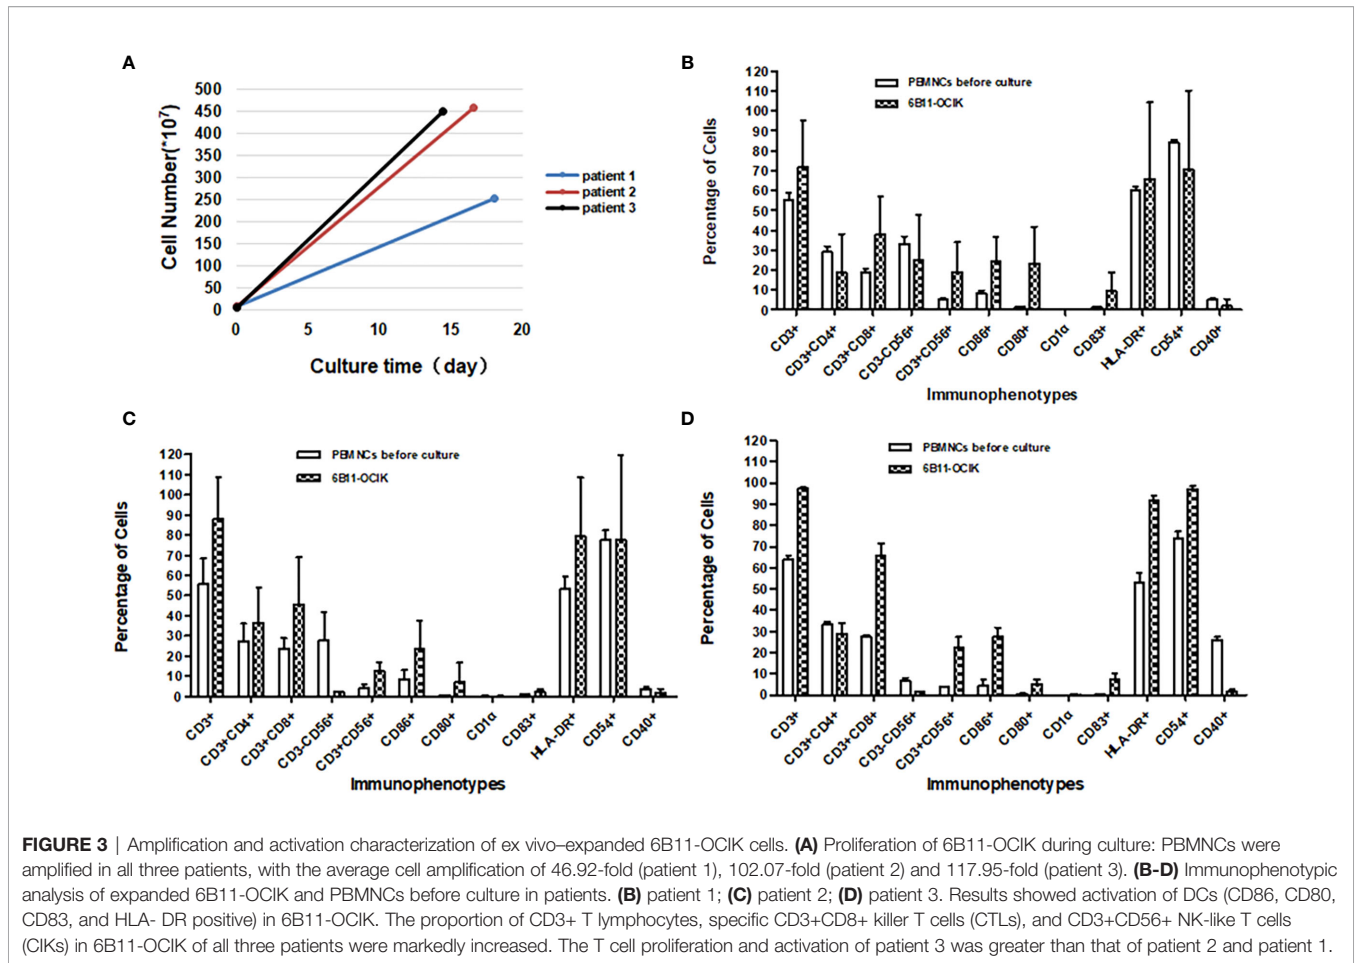 A
500
450
400
350
300
250
200
150
100
50
0
0 5 10 15 20
Cell Number(*10⁷)
Culture time (day)
patient 1
patient 2
patient 3
B
120
110
100
90
80
70
60
50
40
30
20
10
0
Percentage of Cells
PBMNCs before culture
6B11-OCIK
CD3+
CD3+CD4+
CD3+CD8+
CD3-CD56+
CD3+CD56+
CD86+
CD80+
CD1α
CD83+
HLA-DR+
CD54+
CD40+
Immunophenotypes
C
120
110
100
90
80
70
60
50
40
30
20
10
0
Percentage of Cells
PBMNCs before culture
6B11-OCIK
CD3+
CD3+CD4+
CD3+CD8+
CD3-CD56+
CD3+CD56+
CD86+
CD80+
CD1α
CD83+
HLA-DR+
CD54+
CD40+
Immunophenotypes
D
120
110
100
90
80
70
60
50
40
30
20
10
0
Percentage of Cells
PBMNCs before culture
6B11-OCIK
CD3+
CD3+CD4+
CD3+CD8+
CD3-CD56+
CD3+CD56+
CD86+
CD80+
CD1α
CD83+
HLA-DR+
CD54+
CD40+
Immunophenotypes
FIGURE 3 | Amplification and activation characterization of ex vivo–expanded 6B11-OCIK cells. (A) Proliferation of 6B11-OCIK during culture: PBMNCs were
amplified in all three patients, with the average cell amplification of 46.92-fold (patient 1), 102.07-fold (patient 2) and 117.95-fold (patient 3). (B-D) Immunophenotypic
analysis of expanded 6B11-OCIK and PBMNCs before culture in patients. (B) patient 1; (C) patient 2; (D) patient 3. Results showed activation of DCs (CD86, CD80,
CD83, and HLA- DR positive) in 6B11-OCIK. The proportion of CD3+ T lymphocytes, specific CD3+CD8+ killer T cells (CTLs), and CD3+CD56+ NK-like T cells
(CIKs) in 6B11-OCIK of all three patients were markedly increased. The T cell proliferation and activation of patient 3 was greater than that of patient 2 and patient 1.